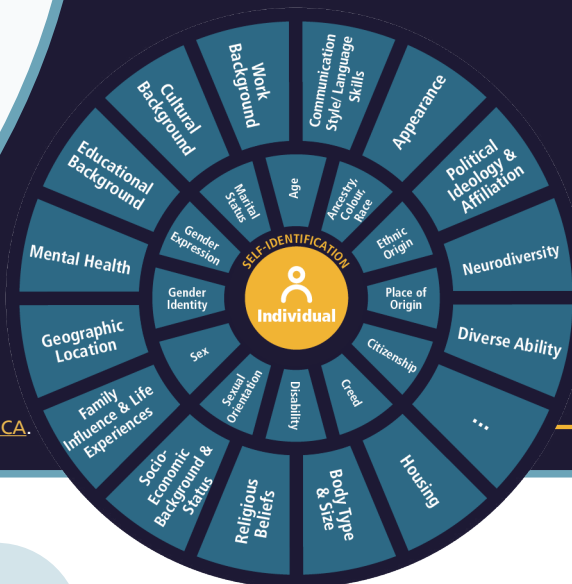 Communication
Style/ Language
Skills
Appearance
Political
Ideology &
Affiliation
Neurodiversity
Diverse Ability
...
Housing
Body Type
& Size
Religious
Beliefs
Socio-
Economic
Background &
Status
Family
Influence & Life
Experiences
Geographic
Location
Mental Health
Educational
Background
Cultural
Background
Work
Background
Age
Ancestry,
Colour,
Race
Ethnic
Origin
Place of
Origin
Citizenship
Creed
Disability
Sexual
Orientation
Sex
Gender
Identity
Gender
Expression
Marital
Status
SELF-IDENTIFICATION
Individual
CA.